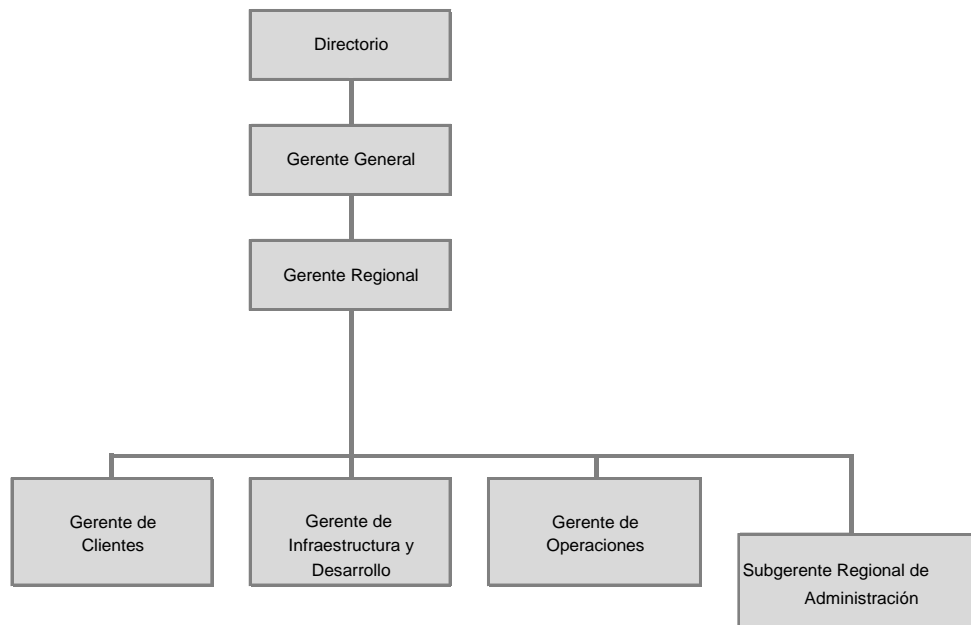 Directorio
Gerente General
Gerente Regional
Gerente de
Clientes
Gerente de
Infraestructura y
Desarrollo
Gerente de
Operaciones
Subgerente Regional de
Administración